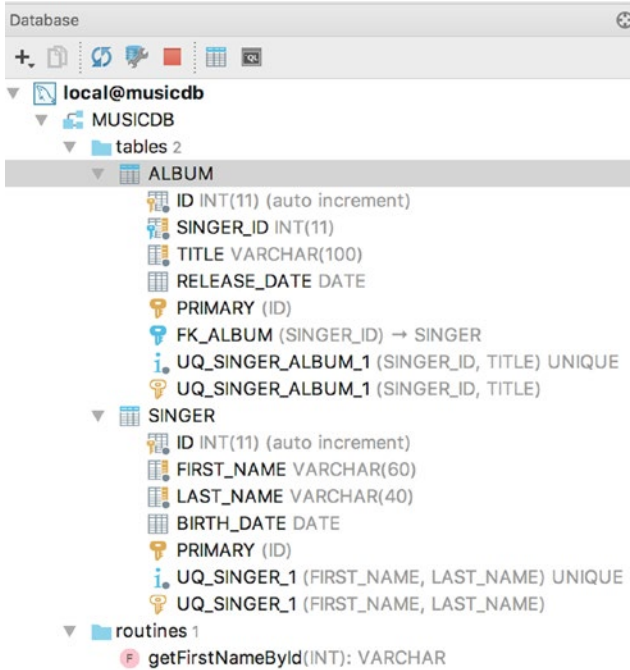 Database
QL
local@musicdb
MUSICDB
tables 2
ALBUM
ID INT(11) (auto increment)
SINGER_ID INT(11)
TITLE VARCHAR(100)
RELEASE_DATE DATE
PRIMARY (ID)
FK_ALBUM (SINGER_ID) → SINGER
UQ_SINGER_ALBUM_1 (SINGER_ID, TITLE) UNIQUE
UQ_SINGER_ALBUM_1 (SINGER_ID, TITLE)
SINGER
ID INT(11) (auto increment)
FIRST_NAME VARCHAR(60)
LAST_NAME VARCHAR(40)
BIRTH_DATE DATE
PRIMARY (ID)
UQ_SINGER_1 (FIRST_NAME, LAST_NAME) UNIQUE
UQ_SINGER_1 (FIRST_NAME, LAST_NAME)
routines 1
F getFirstNameById(INT): VARCHAR